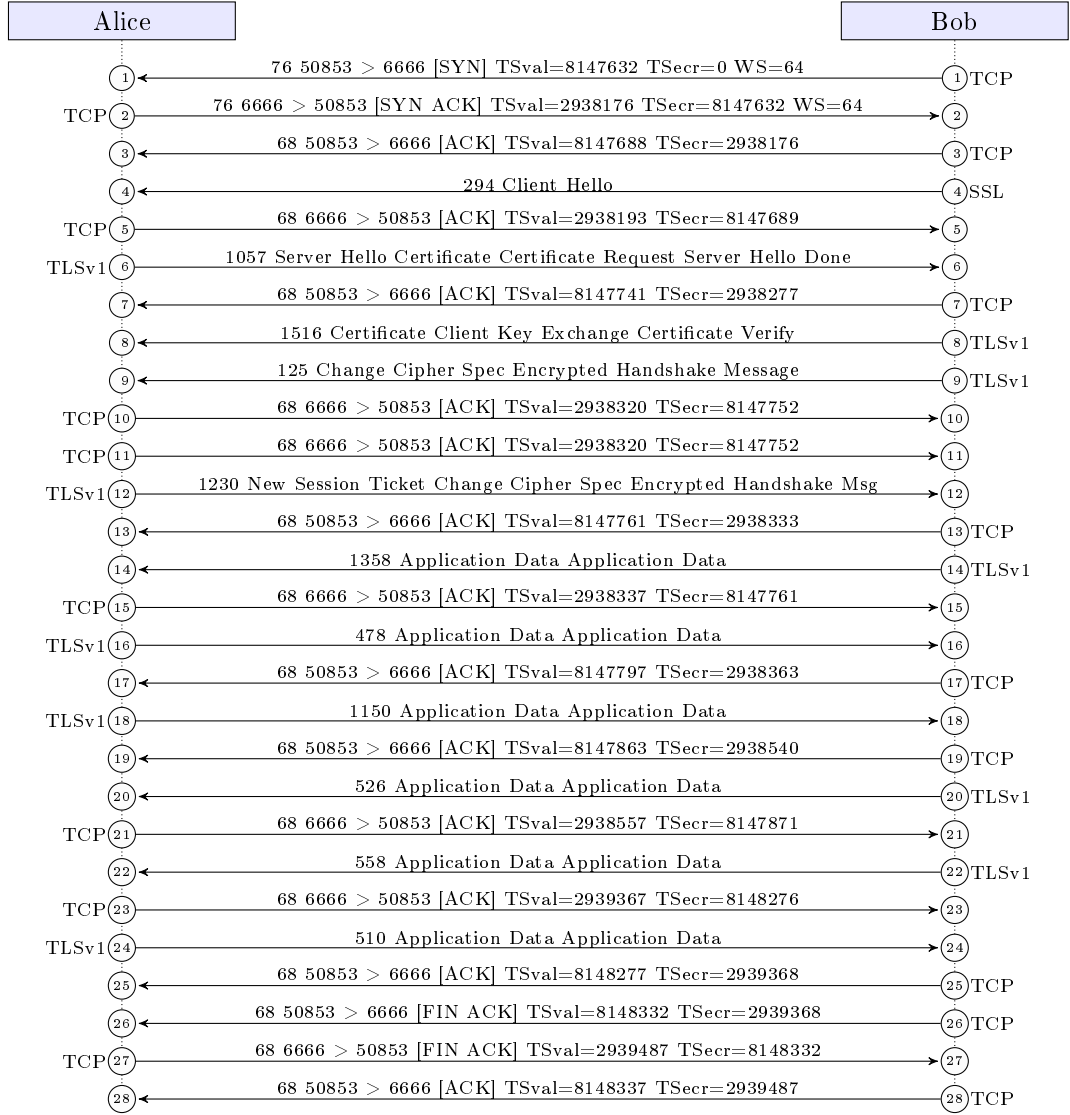 Alice Bob
76 50853 > 6666 [SYN] TSval=8147632 TSecr=0 WS=64
1 1 TCP
76 6666 > 50853 [SYN ACK] TSval=2938176 TSecr=8147632 WS=64
TCP 2 2
68 50853 > 6666 [ACK] TSval=8147688 TSecr=2938176
3 3 TCP
294 Client Hello
4 4 SSL
68 6666 > 50853 [ACK] TSval=2938193 TSecr=8147689
TCP 5 5
1057 Server Hello Certificate Certificate Request Server Hello Done
TLSv1 6 6
68 50853 > 6666 [ACK] TSval=8147741 TSecr=2938277
7 7 TCP
1516 Certificate Client Key Exchange Certificate Verify
8 8 TLSv1
125 Change Cipher Spec Encrypted Handshake Message
9 9 TLSv1
68 6666 > 50853 [ACK] TSval=2938320 TSecr=8147752
TCP 10 10
68 6666 > 50853 [ACK] TSval=2938320 TSecr=8147752
TCP 11 11
1230 New Session Ticket Change Cipher Spec Encrypted Handshake Msg
TLSv1 12 12
68 50853 > 6666 [ACK] TSval=8147761 TSecr=2938333
13 13 TCP
1358 Application Data Application Data
14 14 TLSv1
68 6666 > 50853 [ACK] TSval=2938337 TSecr=8147761
TCP 15 15
478 Application Data Application Data
TLSv1 16 16
68 50853 > 6666 [ACK] TSval=8147797 TSecr=2938363
17 17 TCP
1150 Application Data Application Data
TLSv1 18 18
68 50853 > 6666 [ACK] TSval=8147863 TSecr=2938540
19 19 TCP
526 Application Data Application Data
20 20 TLSv1
68 6666 > 50853 [ACK] TSval=2938557 TSecr=8147871
TCP 21 21
558 Application Data Application Data
22 22 TLSv1
68 6666 > 50853 [ACK] TSval=2939367 TSecr=8148276
TCP 23 23
510 Application Data Application Data
TLSv1 24 24
68 50853 > 6666 [ACK] TSval=8148277 TSecr=2939368
25 25 TCP
68 50853 > 6666 [FIN ACK] TSval=8148332 TSecr=2939368
26 26 TCP
68 6666 > 50853 [FIN ACK] TSval=2939487 TSecr=8148332
TCP 27 27
68 50853 > 6666 [ACK] TSval=8148337 TSecr=2939487
28 28 TCP